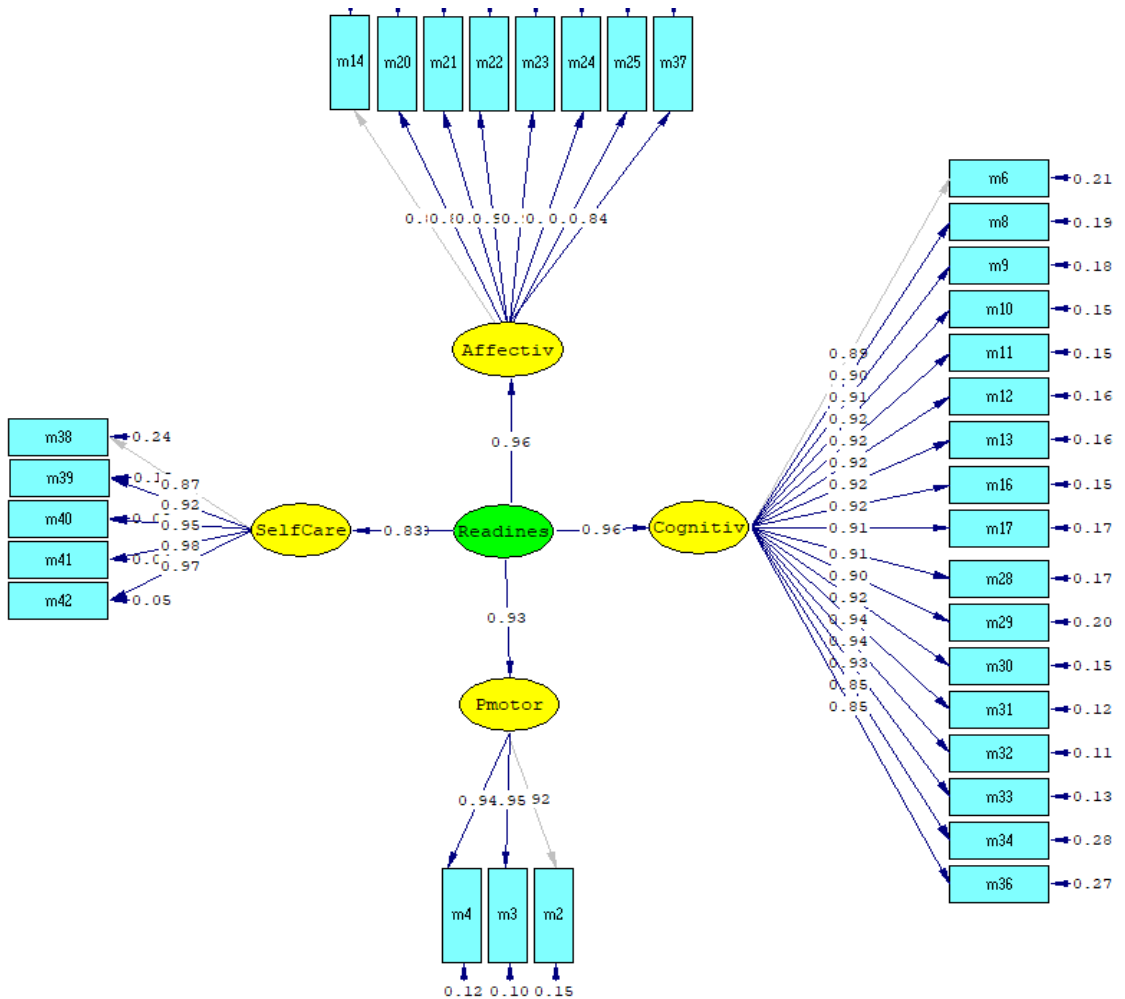 m14 m20 m21 m22 m23 m24 m25 m37
m6 0.21
m8 0.19
m9 0.18
0.84
m10 0.15
Affectiv
m11 0.15
0.89
0.90
m12 0.16
0.91
0.92
m38 0.24
0.96
0.92
m13 0.16
0.92
m39
0.87
0.92
m16 0.15
0.92
0.92
m40
0.95
SelfCare 0.83 Readines 0.96 Cognitiv
0.91
m17 0.17
m41
0.98
0.97
0.91
0.90
m28 0.17
m42 0.05
0.92
0.93
0.94
m29 0.20
0.94
0.93
m30 0.15
0.85
Pmotor
0.85
m31 0.12
m32 0.11
0.94 .95 92
m33 0.13
m34 0.28
m36 0.27
m4 m3 m2
0.12 0.10 0.15